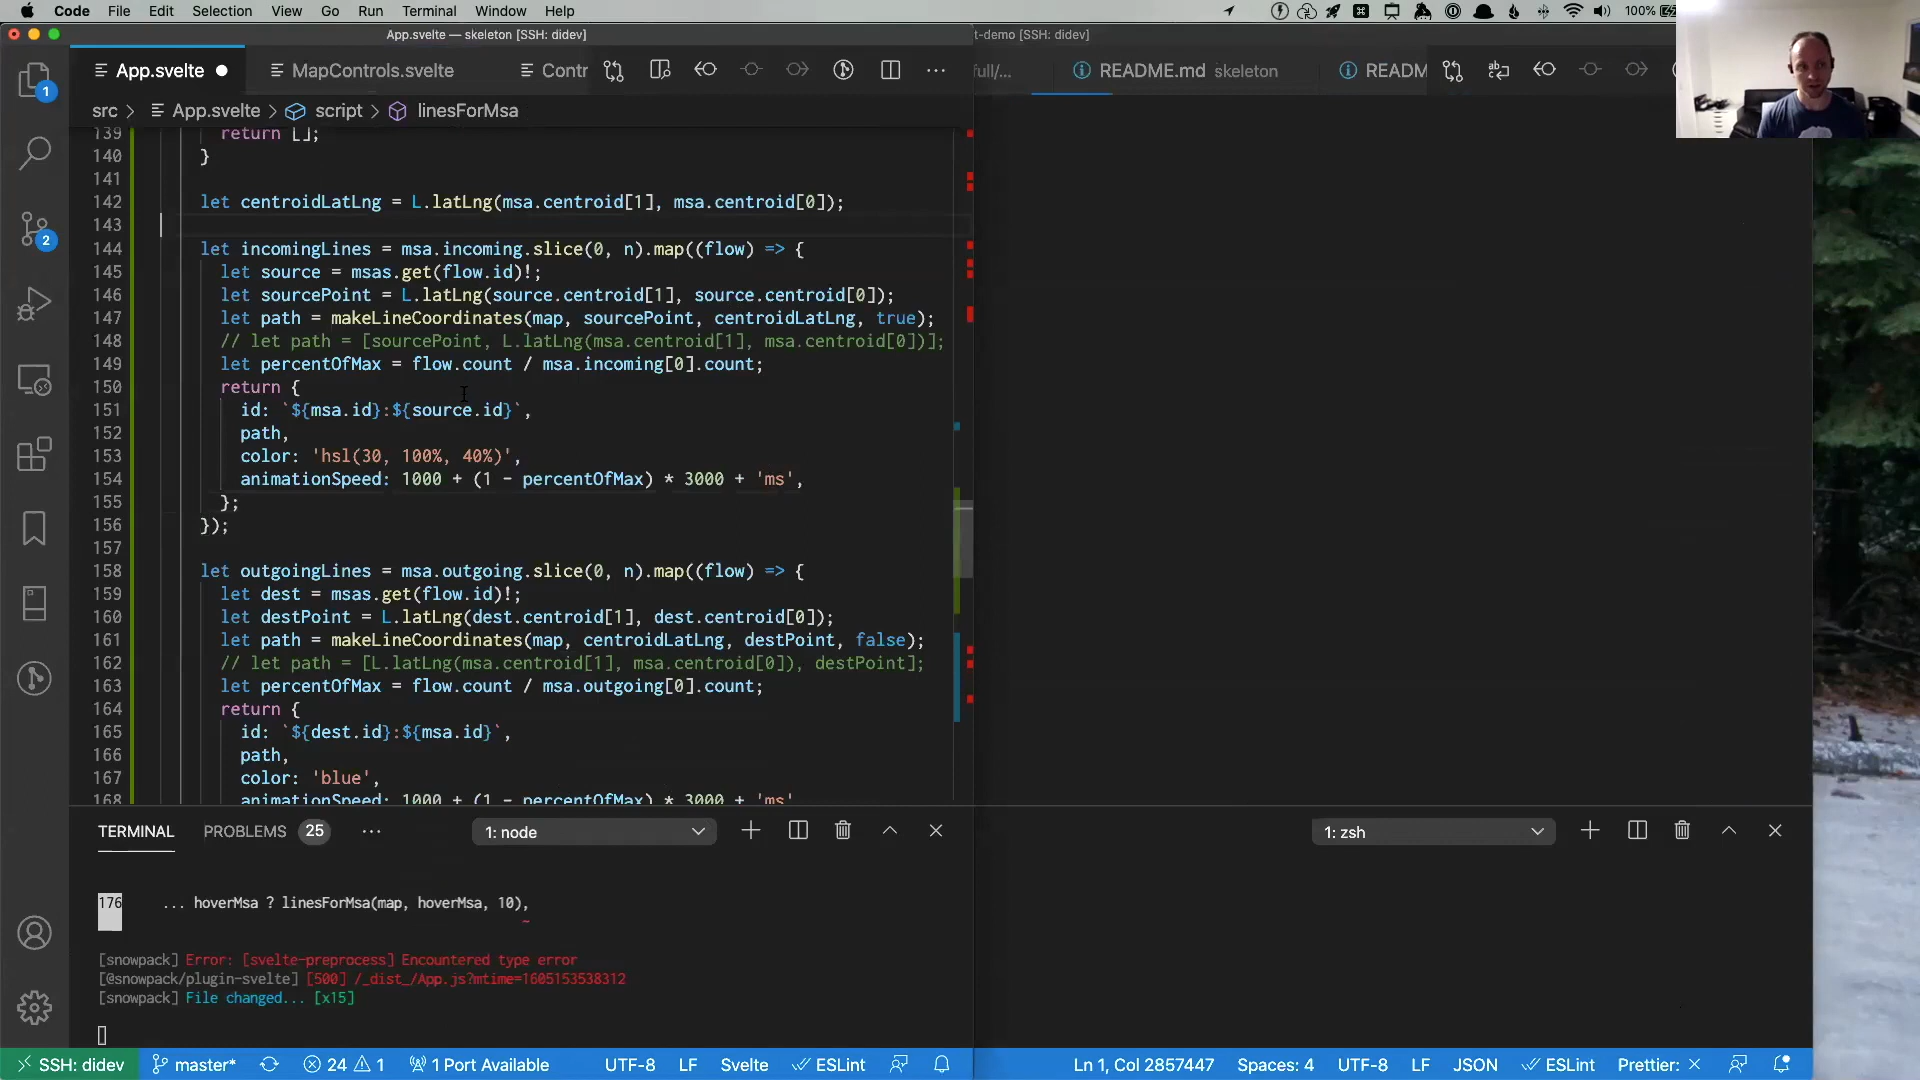 Code File Edit Selection View Go Run Terminal Window Help 100%
App.svelte — skeleton [SSH: didev]
t-demo [SSH: didev]
App.svelte MapControls.svelte Contr
full/... README.md skeleton READM
src > App.svelte > script > linesForMsa
139 return [];
140 }
141
142 let centroidLatLng = L.latLng(msa.centroid[1], msa.centroid[0]);
143
144 let incomingLines = msa.incoming.slice(0, n).map((flow) => {
145 let source = msas.get(flow.id)!;
146 let sourcePoint = L.latLng(source.centroid[1], source.centroid[0]);
147 let path = makeLineCoordinates(map, sourcePoint, centroidLatLng, true);
148 // let path = [sourcePoint, L.latLng(msa.centroid[1], msa.centroid[0])];
149 let percentOfMax = flow.count / msa.incoming[0].count;
150 return {
151 id: `${msa.id}:${source.id}`,
152 path,
153 color: 'hsl(30, 100%, 40%)',
154 animationSpeed: 1000 + (1 - percentOfMax) * 3000 + 'ms',
155 };
156 });
157
158 let outgoingLines = msa.outgoing.slice(0, n).map((flow) => {
159 let dest = msas.get(flow.id)!;
160 let destPoint = L.latLng(dest.centroid[1], dest.centroid[0]);
161 let path = makeLineCoordinates(map, centroidLatLng, destPoint, false);
162 // let path = [L.latLng(msa.centroid[1], msa.centroid[0]), destPoint];
163 let percentOfMax = flow.count / msa.outgoing[0].count;
164 return {
165 id: `${dest.id}:${msa.id}`,
166 path,
167 color: 'blue',
168 animationSpeed: 1000 + (1 - percentOfMax) * 3000 + 'ms'
1
2
TERMINAL PROBLEMS 25 ... 1: node
1: zsh
176 ... hoverMsa ? linesForMsa(map, hoverMsa, 10),
~
[snowpack] Error: [svelte-preprocess] Encountered type error
[@snowpack/plugin-svelte] [500] /_dist_/App.js?mtime=1605153538312
[snowpack] File changed... [x15]
SSH: didev master* 24 1 1 Port Available UTF-8 LF Svelte ESLint
Ln 1, Col 2857447 Spaces: 4 UTF-8 LF JSON ESLint Prettier: ×